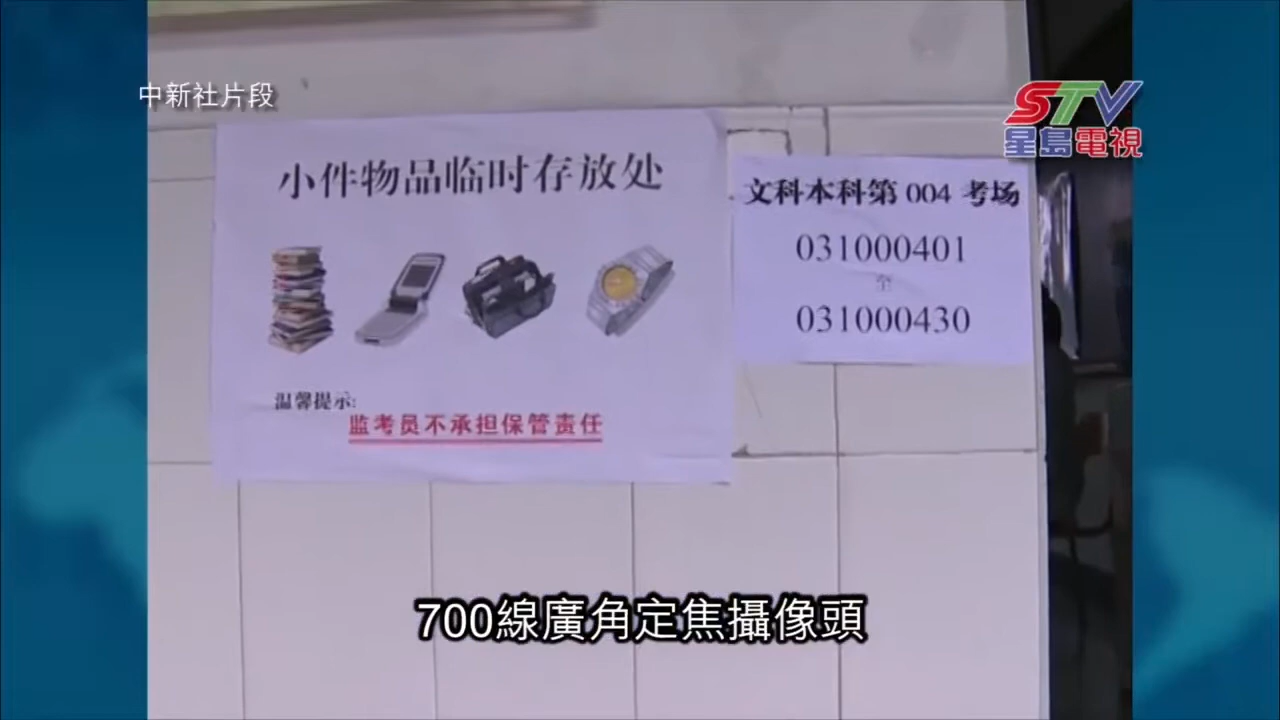 中新社片段
STV
星島電視
小件物品临时存放处
温馨提示:
监考员不承担保管责任
文科本科第 004 考场
031000401
至
031000430
700線廣角定焦攝像頭